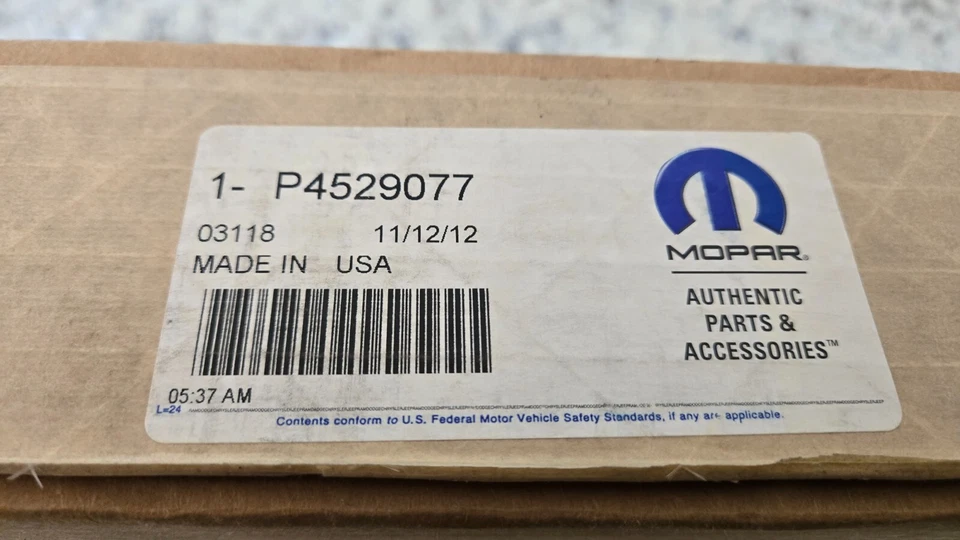 1- P4529077
03118 11/12/12
MADE IN USA
05:37 AM
L=24
Contents conform to U.S. Federal Motor Vehicle Safety Standards, if any are applicable.
MOPAR®
AUTHENTIC
PARTS &
ACCESSORIES™